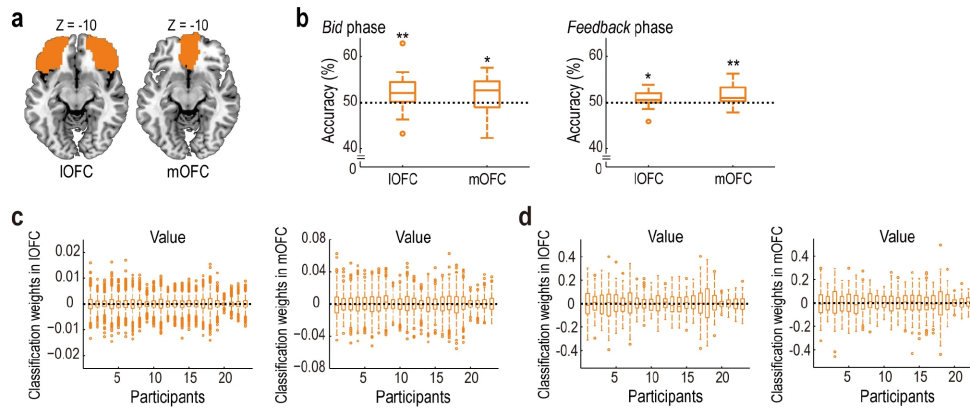 a
Z = -10
Z = -10
lOFC
mOFC
b
Bid phase
Accuracy (%)
60
50
40
0
**
*
lOFC
mOFC
Feedback phase
Accuracy (%)
60
50
40
0
*
**
lOFC
mOFC
c
Value
Classification weights in lOFC
0.02
0.01
0
−0.01
−0.02
5
10
15
20
Participants
Value
Classification weights in mOFC
0.08
0.04
0
−0.04
−0.08
5
10
15
20
Participants
d
Value
Classification weights in lOFC
0.4
0.2
0
-0.2
-0.4
5
10
15
20
Participants
Value
Classification weights in mOFC
0.4
0.2
0
-0.2
-0.4
5
10
15
20
Participants